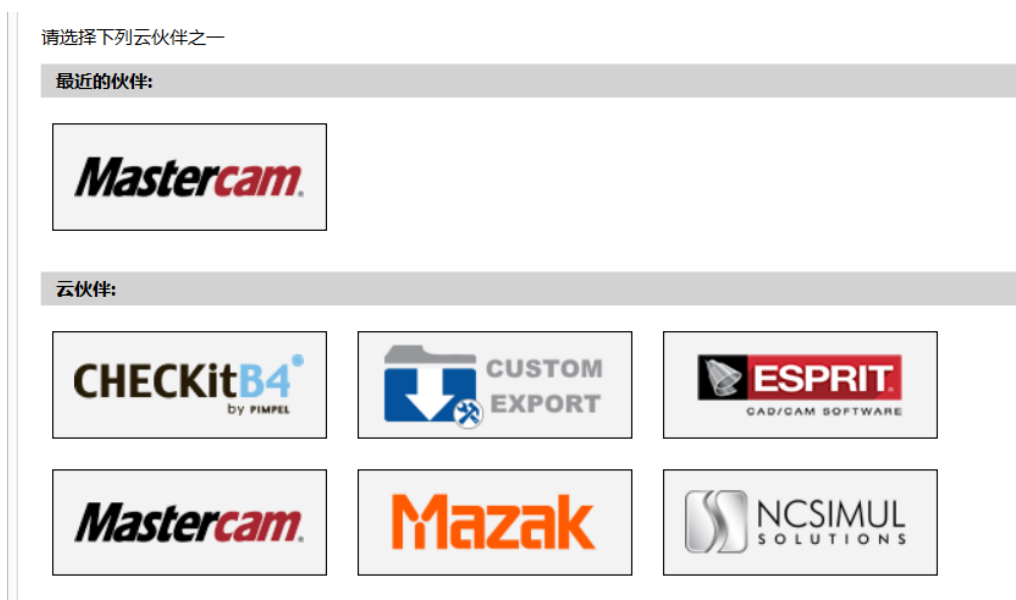 请选择下列云伙伴之一
最近的伙伴:
Mastercam.
云伙伴:
CHECKitB4
by PIMPEL
CUSTOM
EXPORT
ESPRIT
CAD/CAM SOFTWARE
Mastercam.
Mazak
NCSIMUL
SOLUTIONS